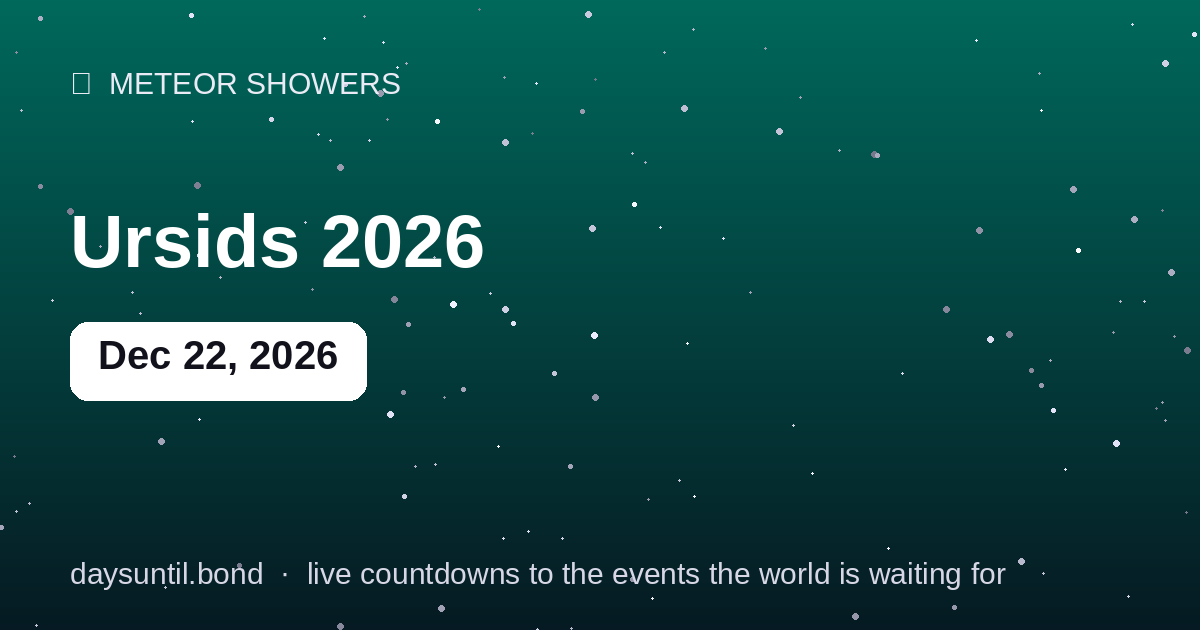 METEOR SHOWERS
Ursids 2026
Dec 22, 2026
daysuntil.bond · live countdowns to the events the world is waiting for